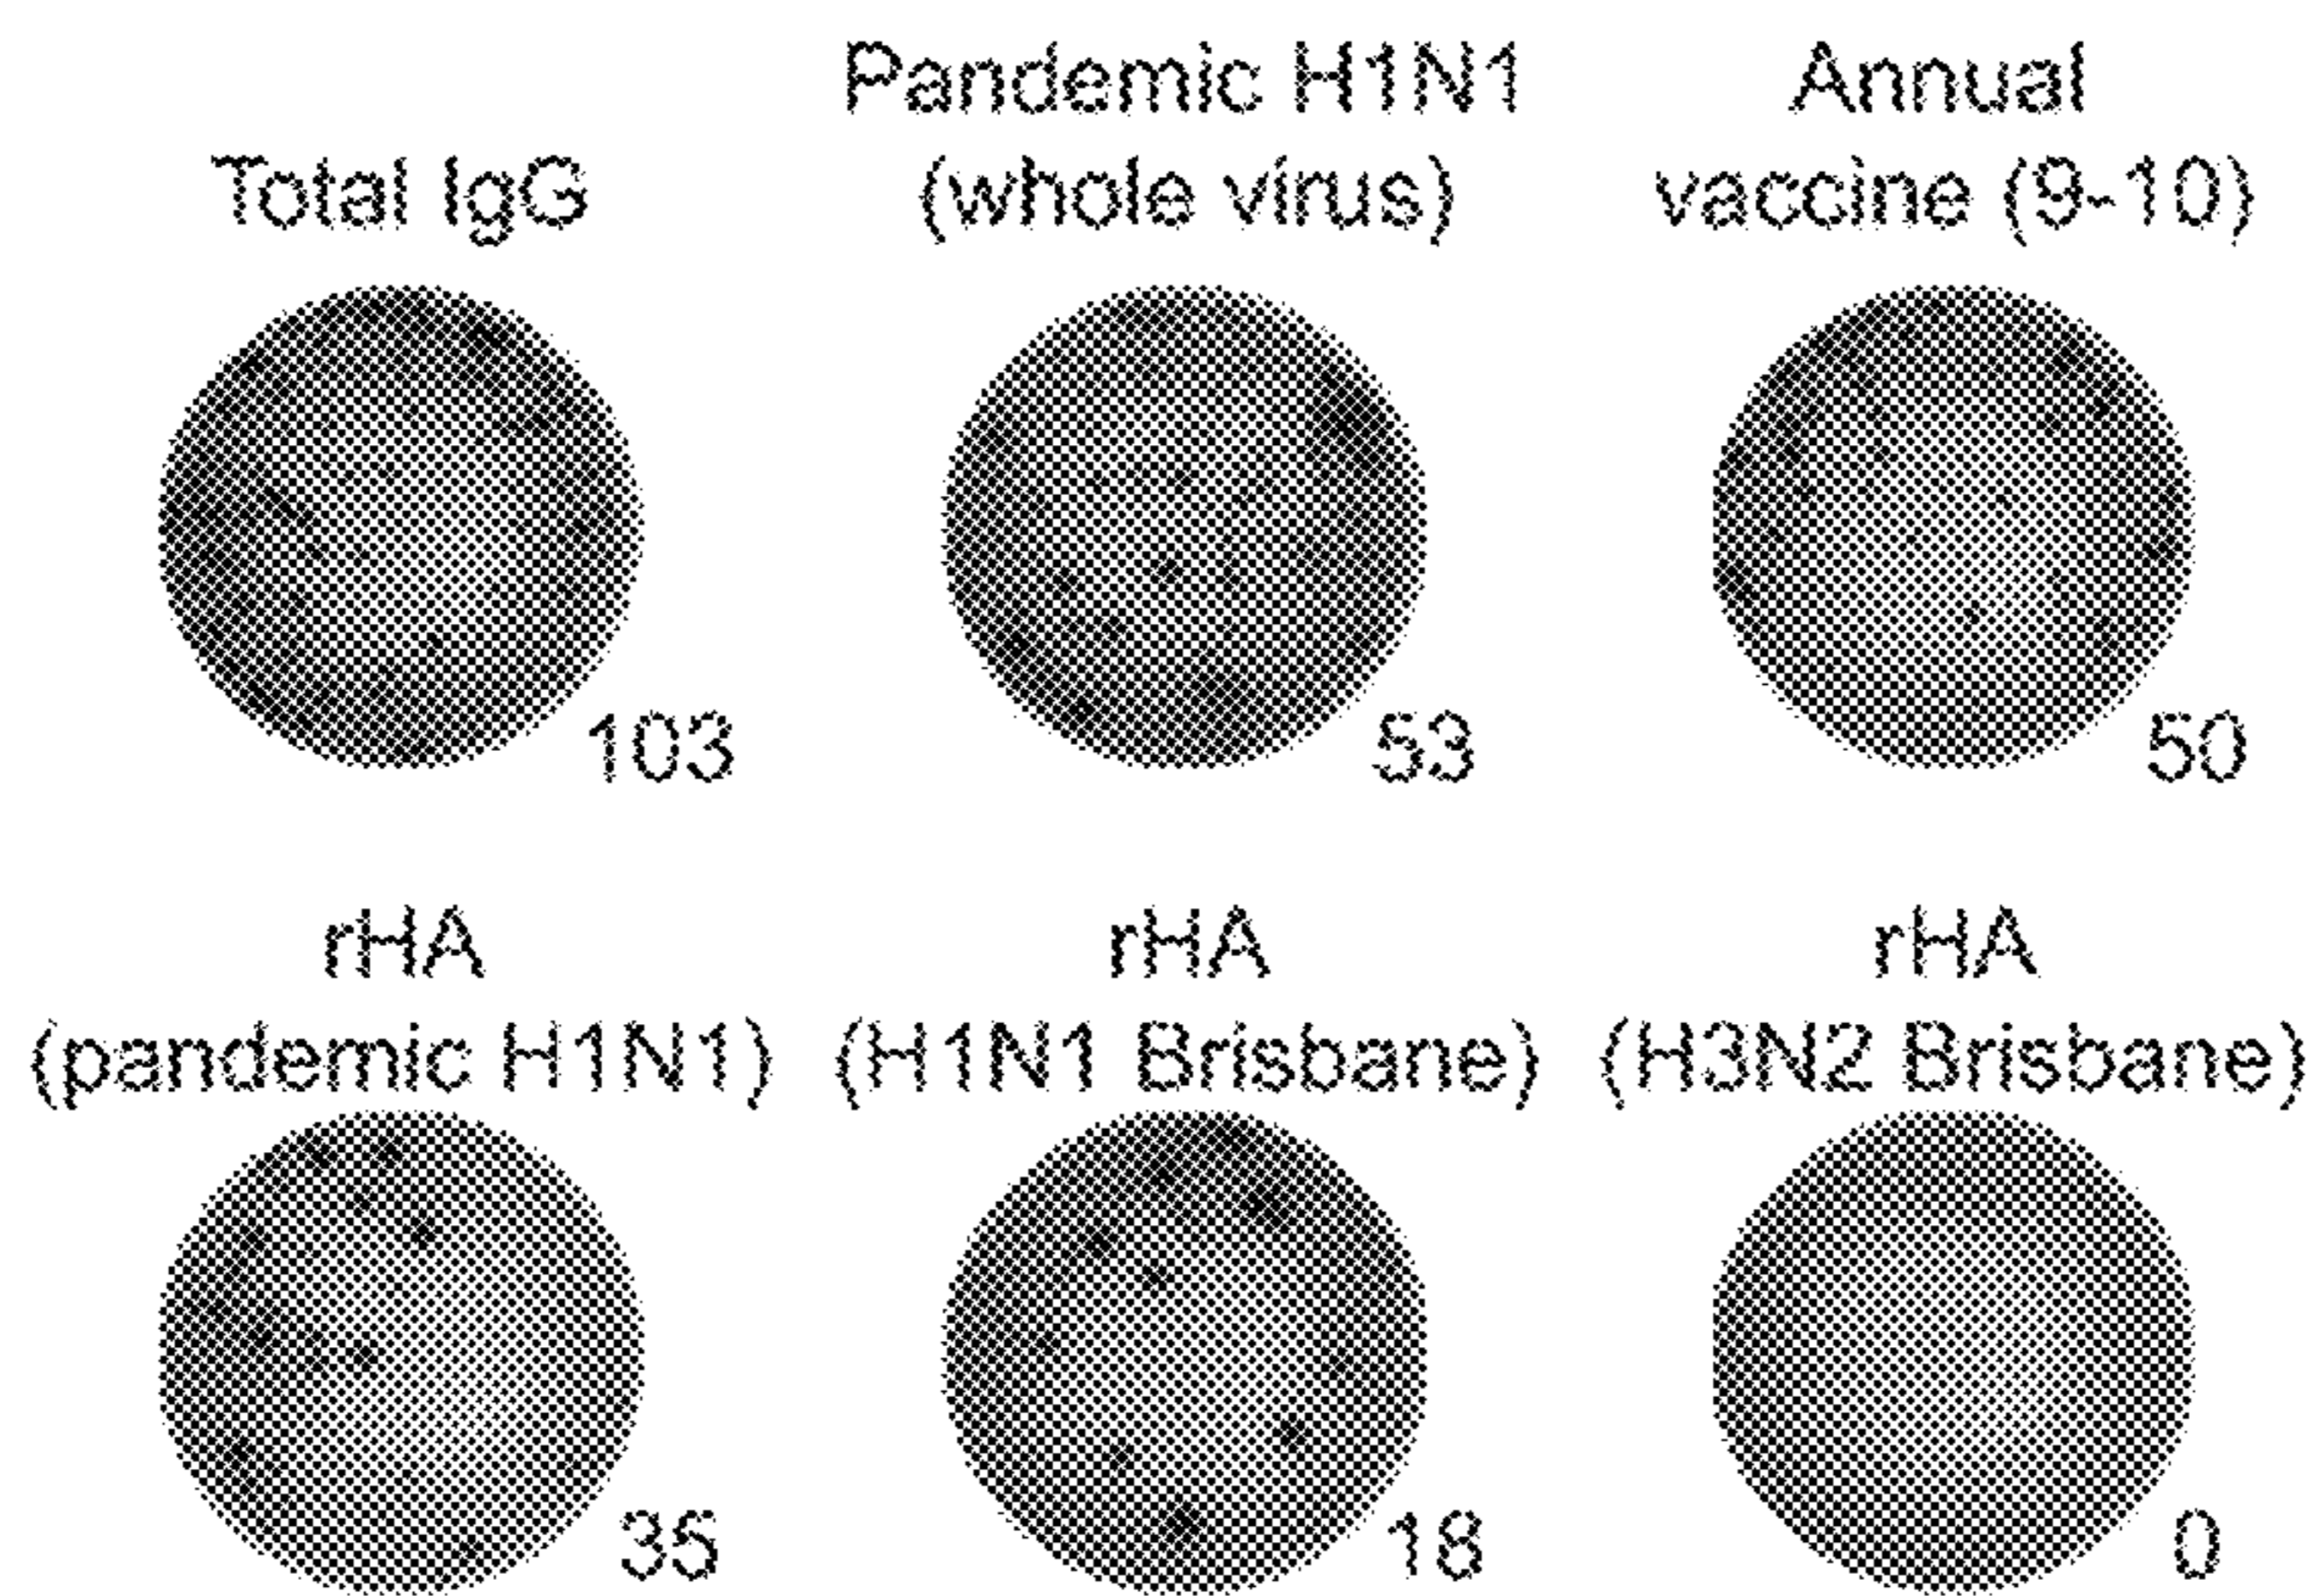 Total IgG
Pandemic H1N1
(whole virus)
Annual
vaccine (9-10)
103
53
50
rHA
(pandemic H1N1)
rHA
(H1N1 Brisbane)
rHA
(H3N2 Brisbane)
35
18
0